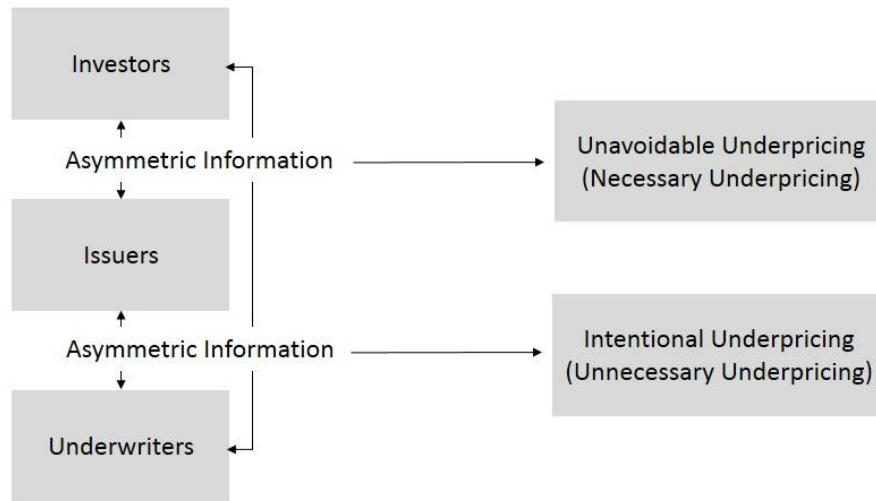 Investors
Asymmetric Information
Unavoidable Underpricing
(Necessary Underpricing)
Issuers
Asymmetric Information
Intentional Underpricing
(Unnecessary Underpricing)
Underwriters